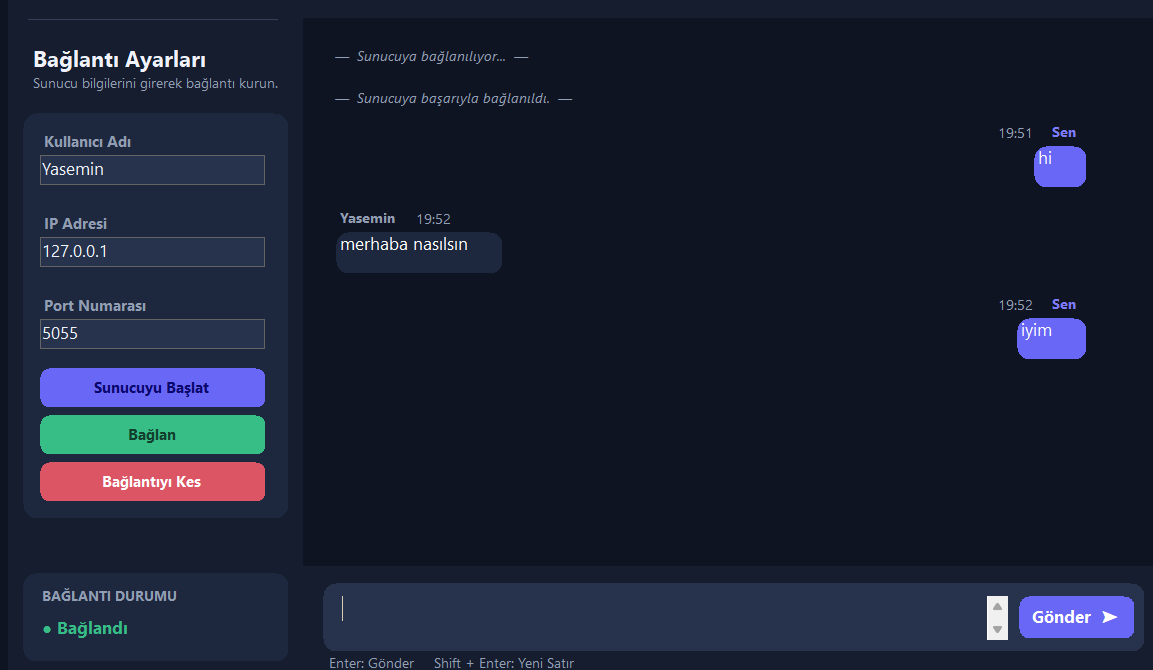 Bağlantı Ayarları
Sunucu bilgilerini girerek bağlantı kurun.
Kullanıcı Adı
Yasemin
IP Adresi
127.0.0.1
Port Numarası
5055
Sunucuyu Başlat
Bağlan
Bağlantıyı Kes
BAĞLANTI DURUMU
● Bağlandı
— Sunucuya bağlanılıyor... —
— Sunucuya başarıyla bağlanıldı. —
19:51 Sen
hi
Yasemin 19:52
merhaba nasılsın
19:52 Sen
iyim
Gönder ➤
Enter: Gönder Shift + Enter: Yeni Satır